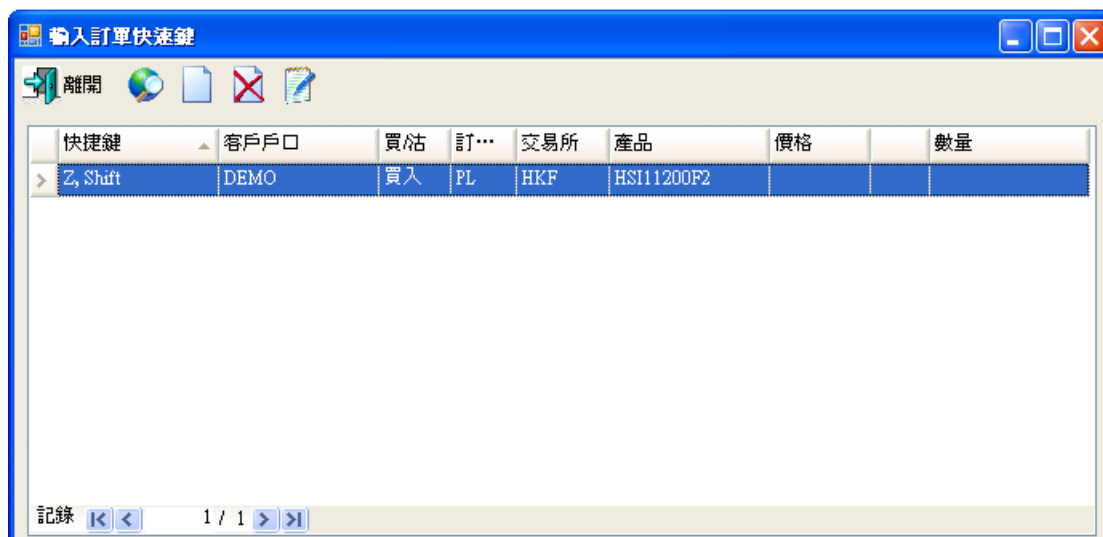 輸入訂單快速鍵
離開
快捷鍵 客戶戶口 買/沽 訂… 交易所 產品 價格 數量
Z, Shift DEMO 買入 PL HKF HSI11200F2
記錄 1 / 1